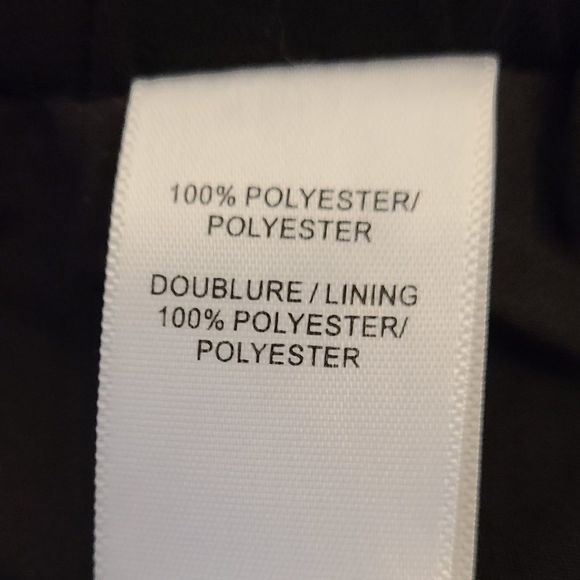 100% POLYESTER/
POLYESTER
DOUBLURE / LINING
100% POLYESTER/
POLYESTER